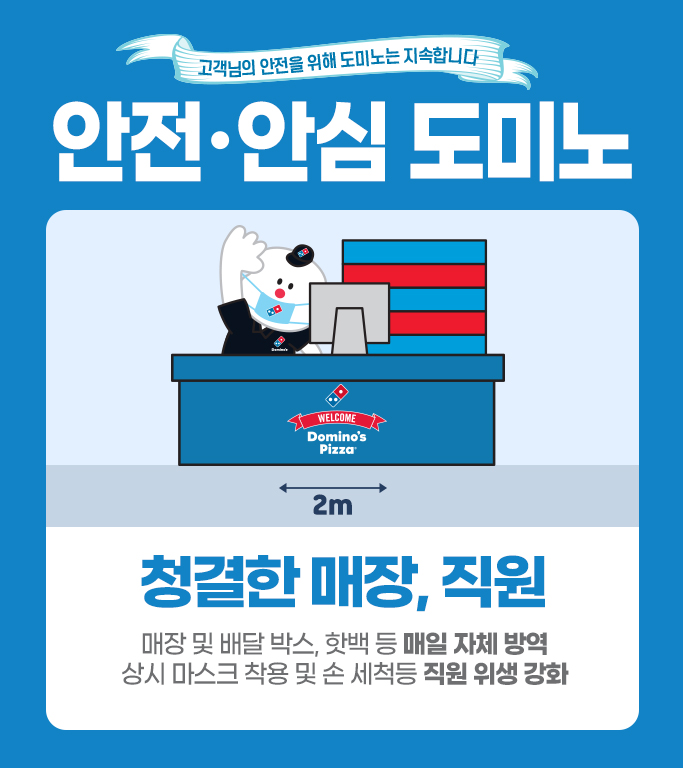 고객님의 안전을 위해 도미노는 지속합니다
안전·안심 도미노
Domino's
WELCOME
Domino's
Pizza
2m
청결한 매장, 직원
매장 및 배달 박스, 핫백 등 매일 자체 방역
상시 마스크 착용 및 손 세척등 직원 위생 강화